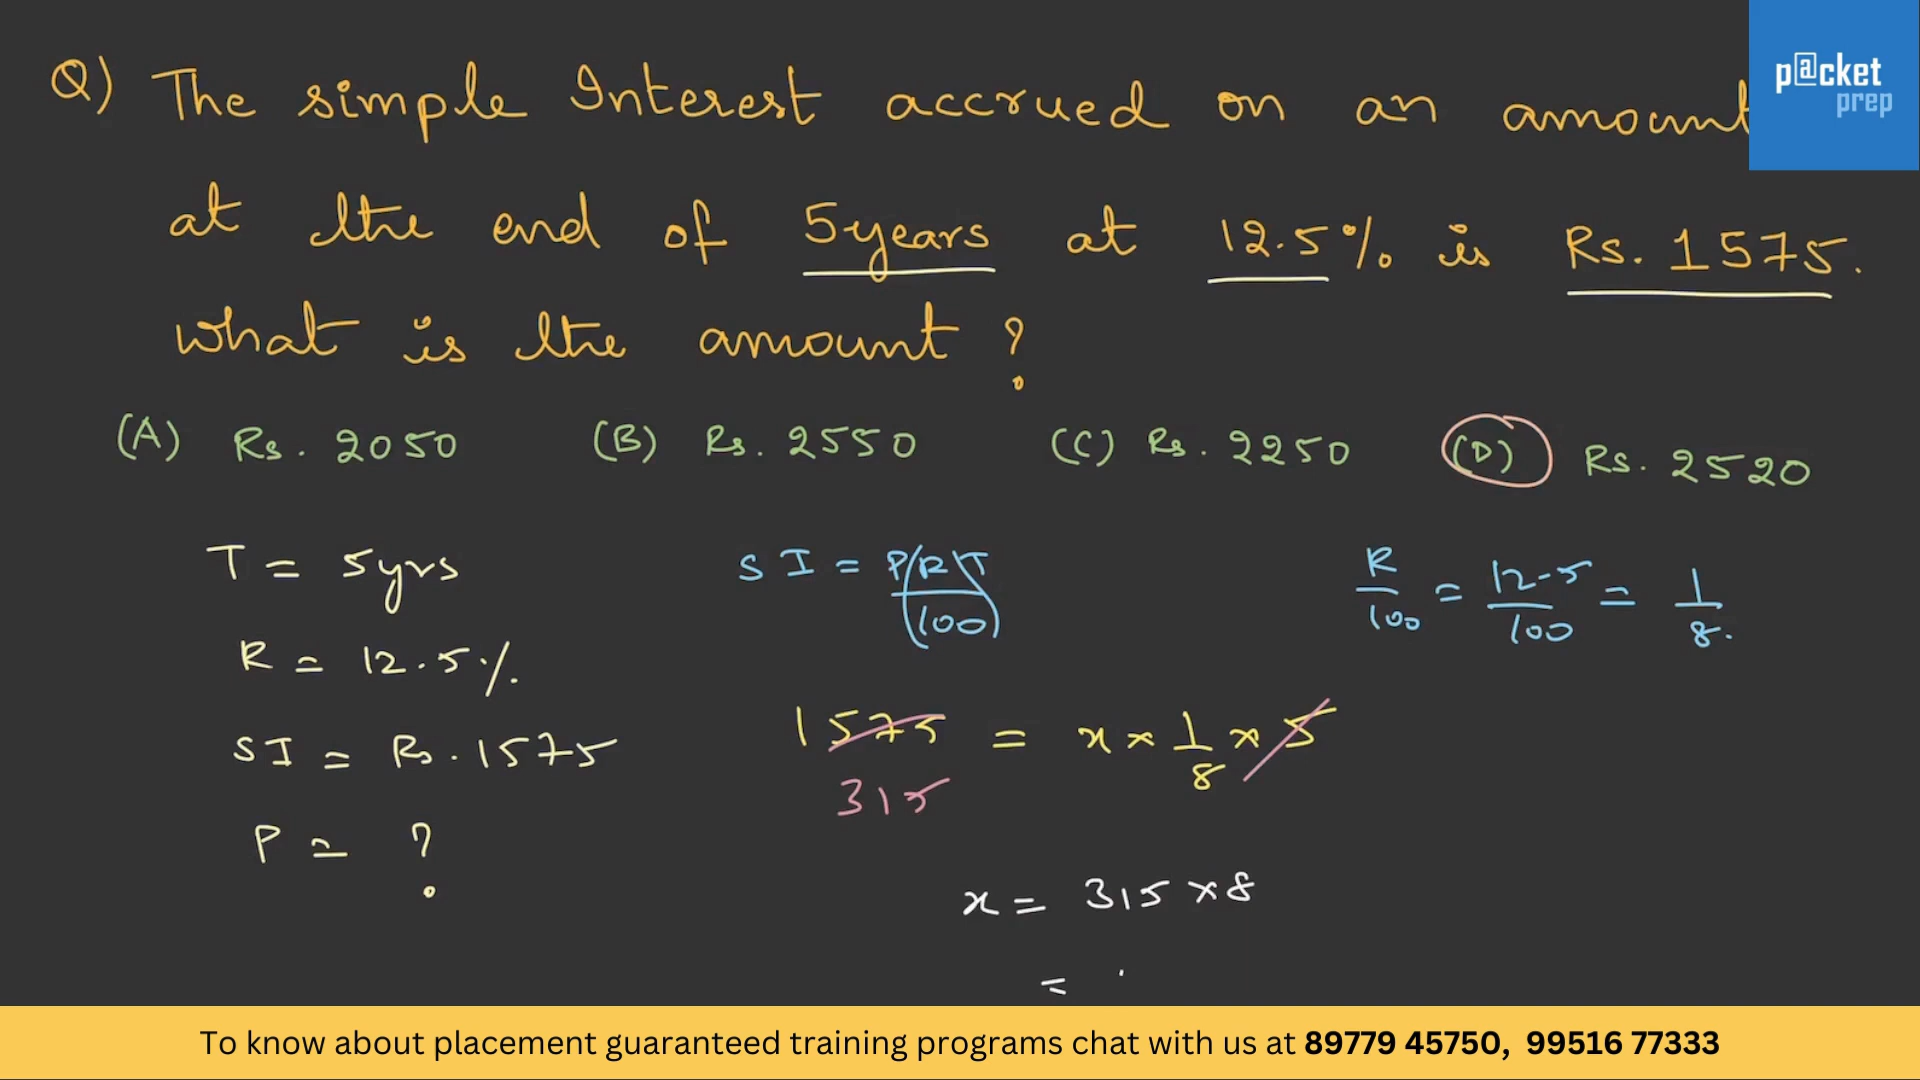 p@cket
prep
Q) The simple Interest accrued on an amount
at the end of 5years at 12.5% is Rs. 1575.
what is the amount ?
(A) Rs. 2050 (B) Rs. 2550 (C) Rs. 2250 (D) Rs. 2520
T = 5yrs
R = 12.5%
SI = Rs. 1575
P = ?
SI = PRT/100
R/100 = 12.5/100 = 1/8.
1575 = x × 1/8 × 5
315
x = 315 × 8
=
To know about placement guaranteed training programs chat with us at 89779 45750, 99516 77333